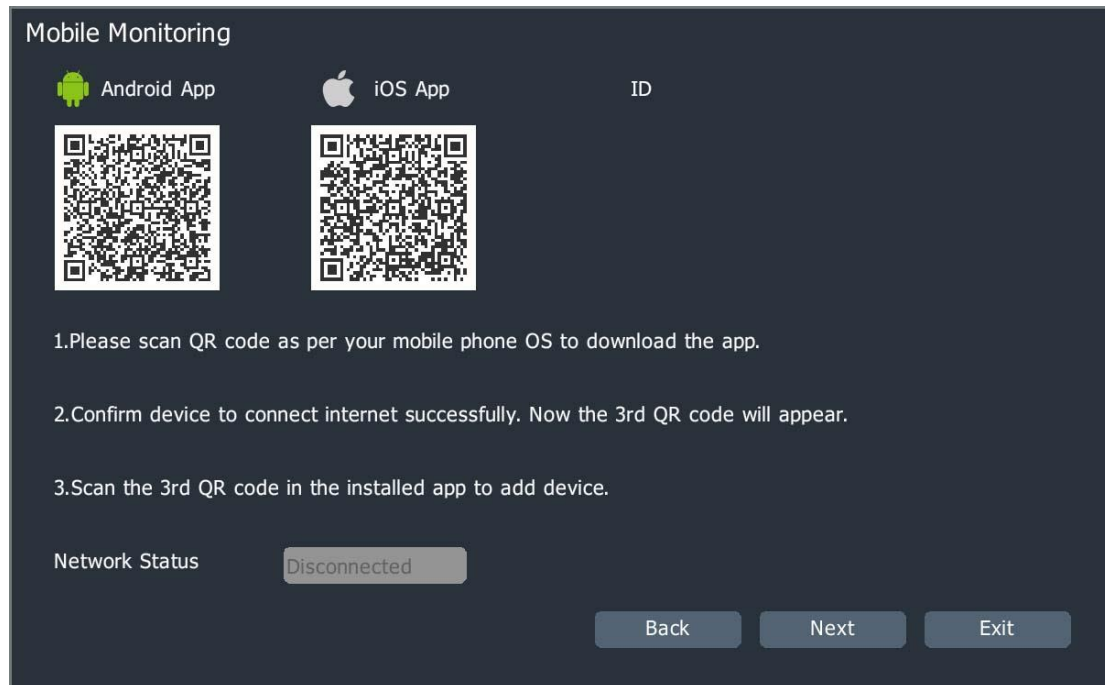 Mobile Monitoring
Android App
iOS App
ID
1.Please scan QR code as per your mobile phone OS to download the app.
2.Confirm device to connect internet successfully. Now the 3rd QR code will appear.
3.Scan the 3rd QR code in the installed app to add device.
Network Status
Disconnected
Back
Next
Exit